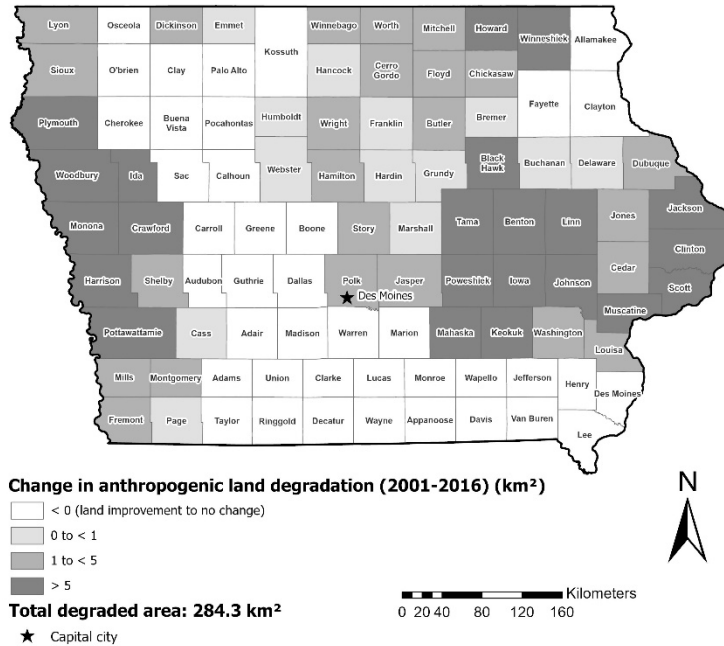 Lyon
Osceola
Dickinson
Emmet
Winnebago
Worth
Mitchell
Howard
Winneshiek
Allamakee
Kossuth
Sioux
O'brien
Clay
Palo Alto
Hancock
Cerro
Gordo
Floyd
Chickasaw
Fayette
Clayton
Plymouth
Cherokee
Buena
Vista
Pocahontas
Humboldt
Wright
Franklin
Butler
Bremer
Woodbury
Ida
Sac
Calhoun
Webster
Hamilton
Hardin
Grundy
Black
Hawk
Buchanan
Delaware
Dubuque
Monona
Crawford
Carroll
Greene
Boone
Story
Marshall
Tama
Benton
Linn
Jones
Jackson
Clinton
Harrison
Shelby
Audubon
Guthrie
Dallas
Polk
Jasper
Poweshiek
Iowa
Johnson
Cedar
Scott
Des Moines
Muscatine
Pottawattamie
Cass
Adair
Madison
Warren
Marion
Mahaska
Keokuk
Washington
Louisa
Mills
Montgomery
Adams
Union
Clarke
Lucas
Monroe
Wapello
Jefferson
Henry
Des Moines
Fremont
Page
Taylor
Ringgold
Decatur
Wayne
Appanoose
Davis
Van Buren
Lee
Change in anthropogenic land degradation (2001-2016) (km²)
< 0 (land improvement to no change)
0 to < 1
1 to < 5
> 5
Total degraded area: 284.3 km²
Capital city
N
Kilometers
0 20 40 80 120 160